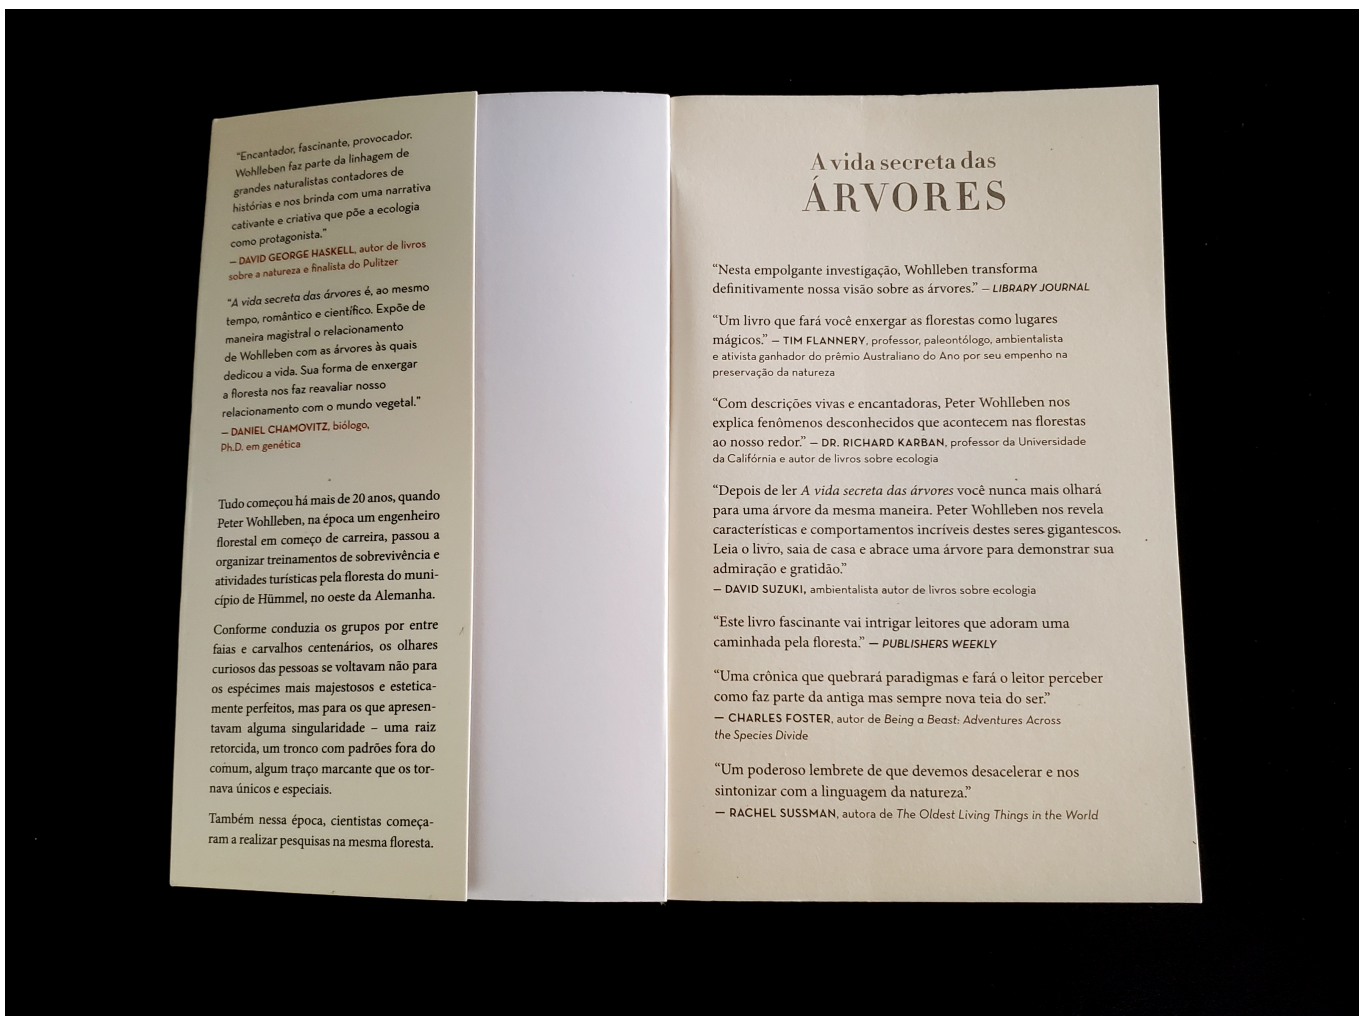 "Encantador, fascinante, provocador.
Wohlleben faz parte da linhagem de
grandes naturalistas contadores de
histórias e nos brinda com uma narrativa
cativante e criativa que põe a ecologia
como protagonista."
– DAVID GEORGE HASKELL, autor de livros
sobre a natureza e finalista do Pulitzer
"A vida secreta das árvores é, ao mesmo
tempo, romântico e científico. Expõe de
maneira magistral o relacionamento
de Wohlleben com as árvores às quais
dedicou a vida. Sua forma de enxergar
a floresta nos faz reavaliar nosso
relacionamento com o mundo vegetal."
– DANIEL CHAMOVITZ, biólogo,
Ph.D. em genética
Tudo começou há mais de 20 anos, quando
Peter Wohlleben, na época um engenheiro
florestal em começo de carreira, passou a
organizar treinamentos de sobrevivência e
atividades turísticas pela floresta do muni-
cípio de Hümmel, no oeste da Alemanha.
Conforme conduzia os grupos por entre
faias e carvalhos centenários, os olhares
curiosos das pessoas se voltavam não para
os espécimes mais majestosos e estetica-
mente perfeitos, mas para os que apresen-
tavam alguma singularidade – uma raiz
retorcida, um tronco com padrões fora do
comum, algum traço marcante que os tor-
nava únicos e especiais.
Também nessa época, cientistas começa-
ram a realizar pesquisas na mesma floresta.
A vida secreta das
ÁRVORES
"Nesta empolgante investigação, Wohlleben transforma
definitivamente nossa visão sobre as árvores." – LIBRARY JOURNAL
"Um livro que fará você enxergar as florestas como lugares
mágicos." – TIM FLANNERY, professor, paleontólogo, ambientalista
e ativista ganhador do prêmio Australiano do Ano por seu empenho na
preservação da natureza
"Com descrições vivas e encantadoras, Peter Wohlleben nos
explica fenômenos desconhecidos que acontecem nas florestas
ao nosso redor." – DR. RICHARD KARBAN, professor da Universidade
da Califórnia e autor de livros sobre ecologia
"Depois de ler A vida secreta das árvores você nunca mais olhará
para uma árvore da mesma maneira. Peter Wohlleben nos revela
características e comportamentos incríveis destes seres gigantescos.
Leia o livro, saia de casa e abrace uma árvore para demonstrar sua
admiração e gratidão."
– DAVID SUZUKI, ambientalista autor de livros sobre ecologia
"Este livro fascinante vai intrigar leitores que adoram uma
caminhada pela floresta." – PUBLISHERS WEEKLY
"Uma crônica que quebrará paradigmas e fará o leitor perceber
como faz parte da antiga mas sempre nova teia do ser."
– CHARLES FOSTER, autor de Being a Beast: Adventures Across
the Species Divide
"Um poderoso lembrete de que devemos desacelerar e nos
sintonizar com a linguagem da natureza."
– RACHEL SUSSMAN, autora de The Oldest Living Things in the World